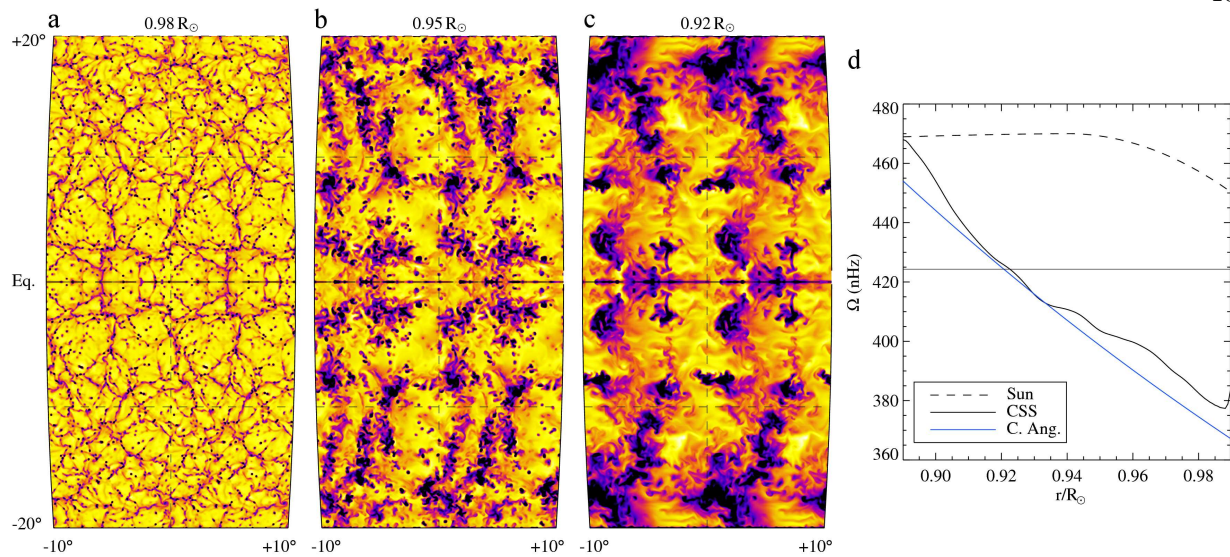 a 0.98 R☉
b 0.95 R☉
c 0.92 R☉
d
+20°
Eq.
-20°
-10° +10°
-10° +10°
-10° +10°
Ω (nHz)
480
460
440
420
400
380
360
Sun
CSS
C. Ang.
0.90 0.92 0.94 0.96 0.98
r/R☉